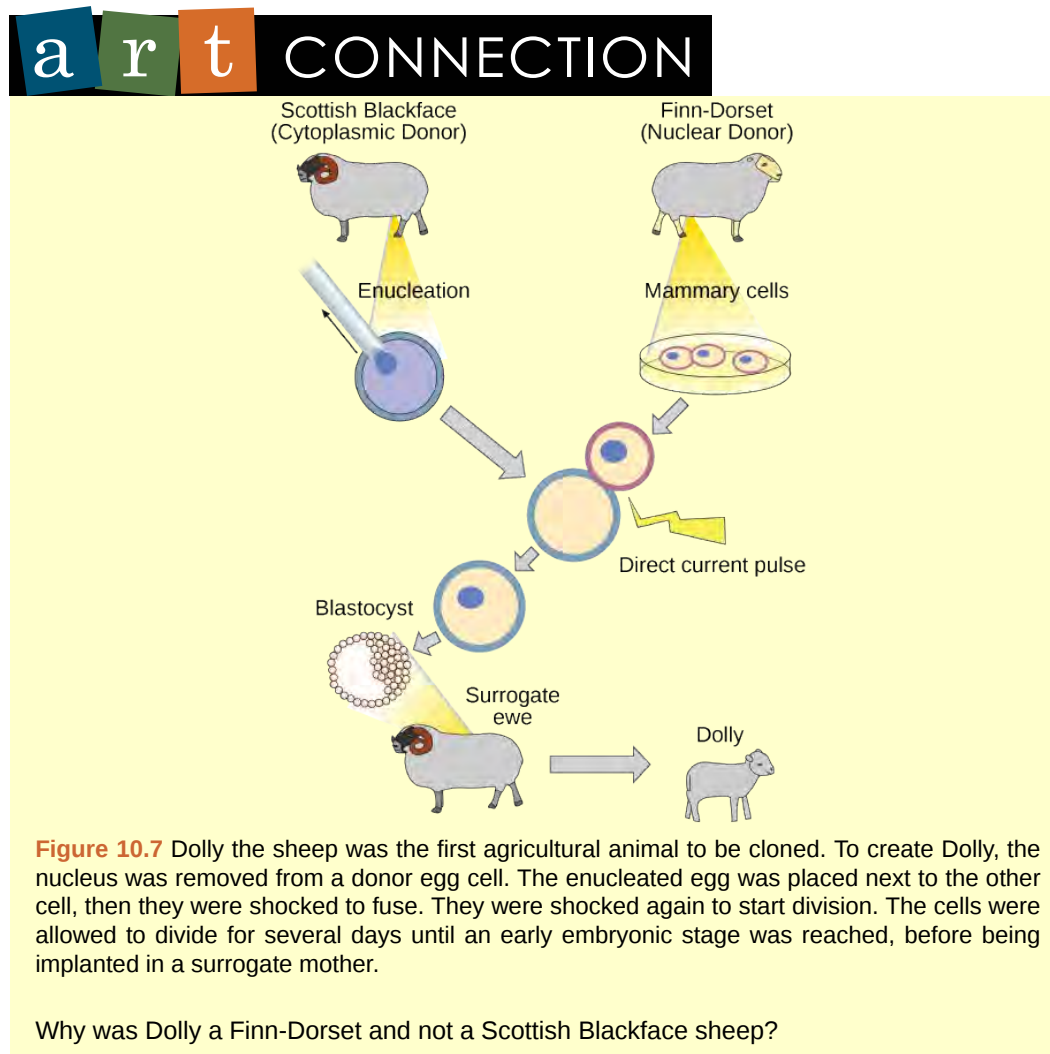 art CONNECTION
Scottish Blackface
(Cytoplasmic Donor)
Finn-Dorset
(Nuclear Donor)
Enucleation
Mammary cells
Direct current pulse
Blastocyst
Surrogate
ewe
Dolly
Figure 10.7 Dolly the sheep was the first agricultural animal to be cloned. To create Dolly, the
nucleus was removed from a donor egg cell. The enucleated egg was placed next to the other
cell, then they were shocked to fuse. They were shocked again to start division. The cells were
allowed to divide for several days until an early embryonic stage was reached, before being
implanted in a surrogate mother.
Why was Dolly a Finn-Dorset and not a Scottish Blackface sheep?